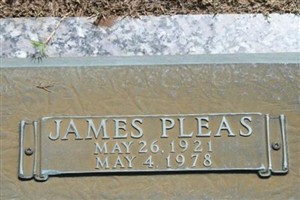 JAMES PLEAS
MAY 26, 1921
MAY 4, 1978